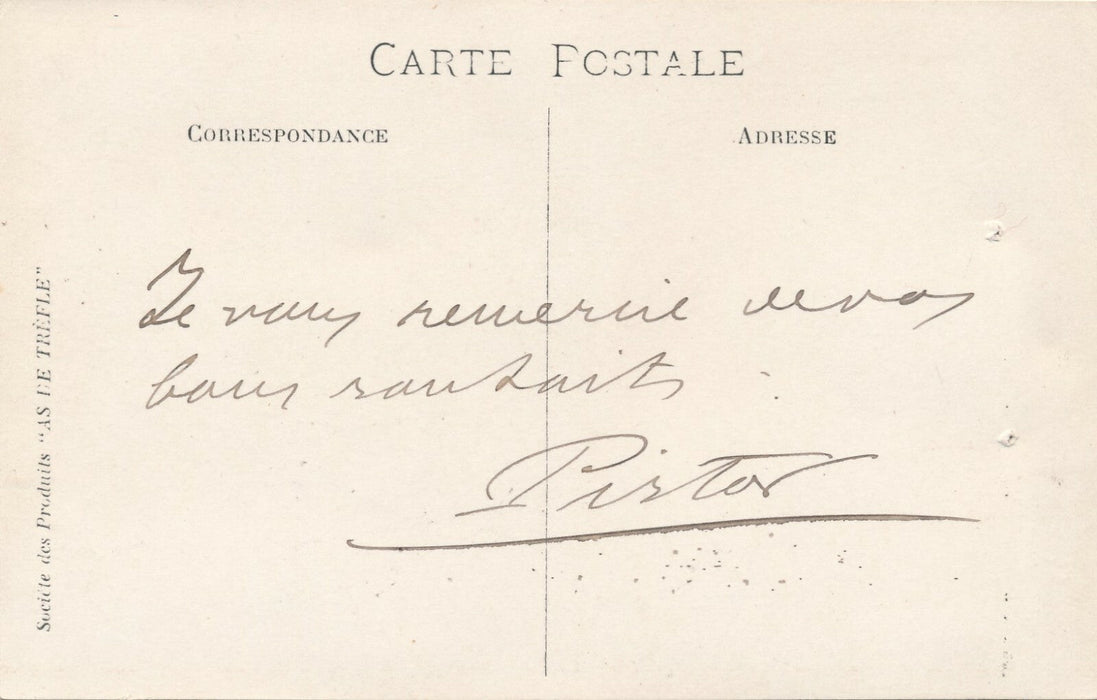 CARTE POSTALE
CORRESPONDANCE
ADRESSE
Je vous remercie de vos
bons souhaits.
Pistor
Société des Produits "AS DE TRÈFLE"